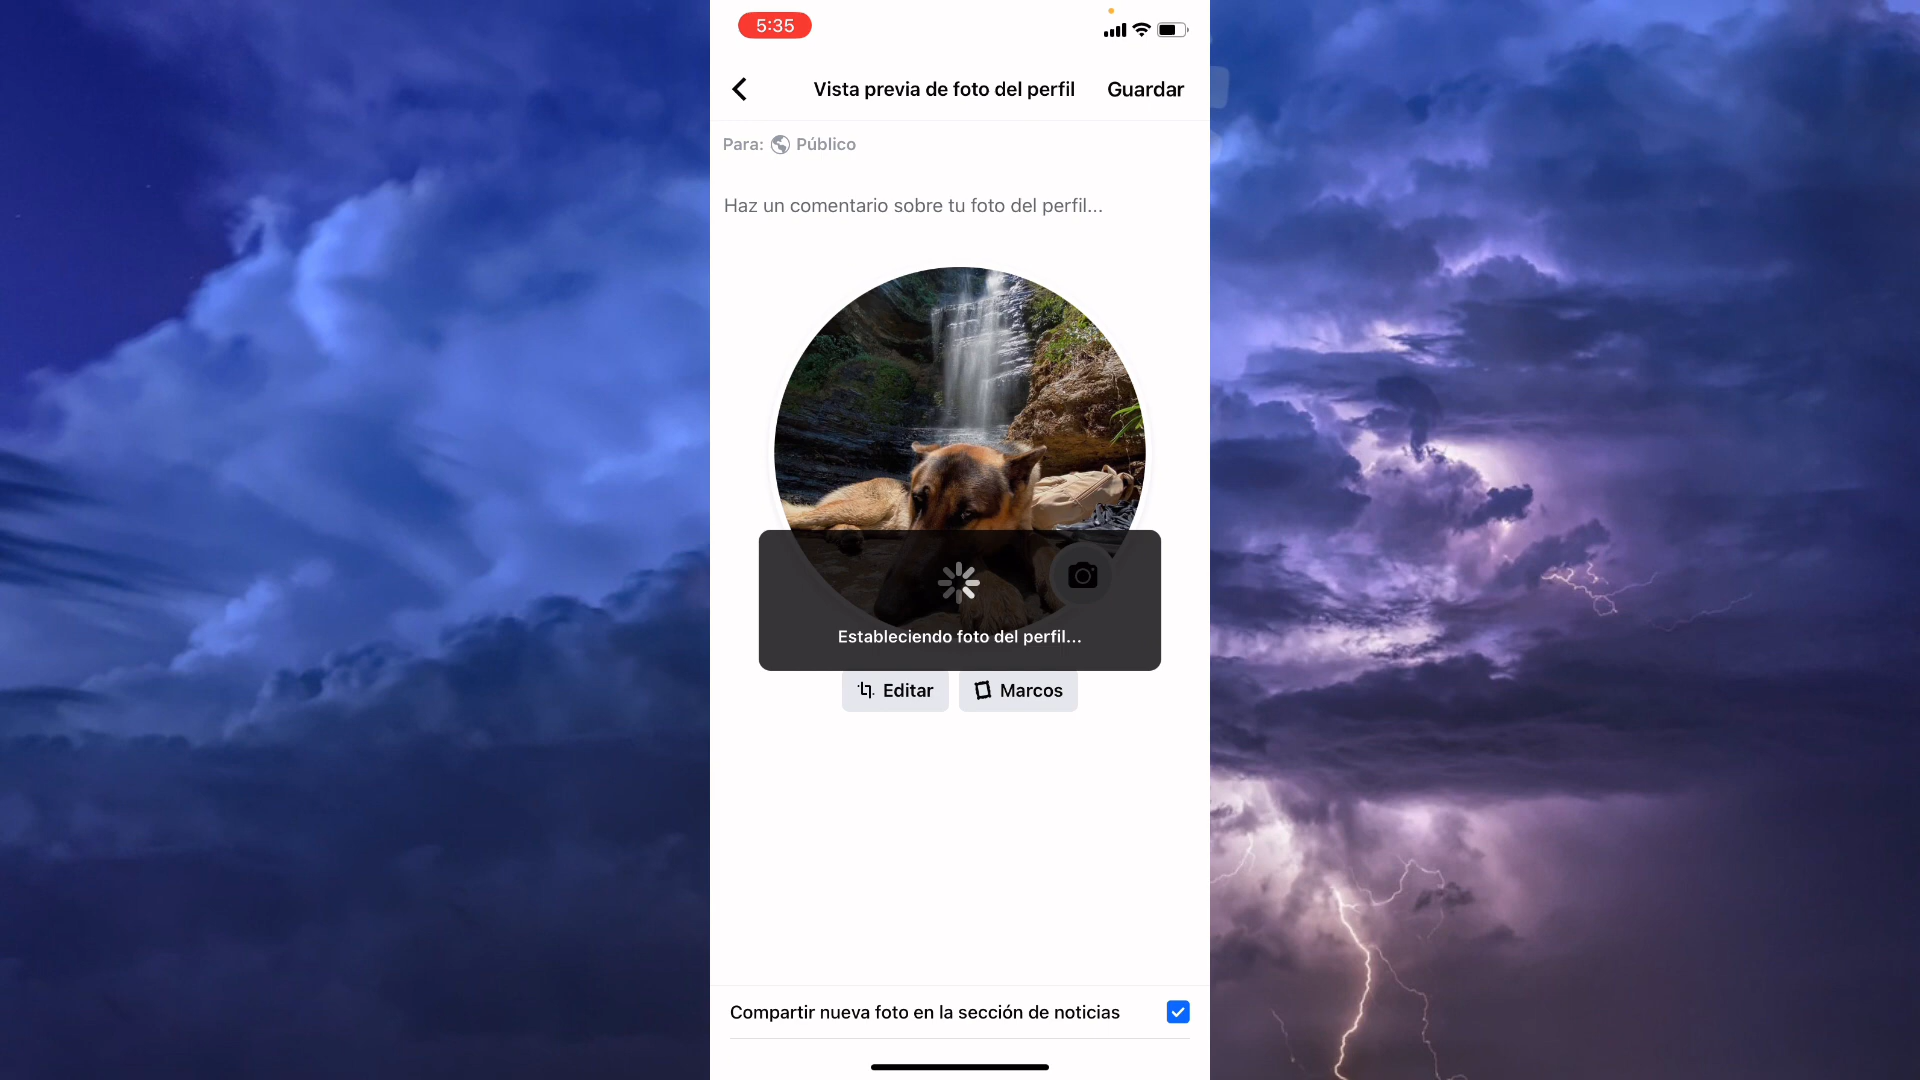 5:35
Vista previa de foto del perfil
Guardar
Para: Público
Haz un comentario sobre tu foto del perfil...
Estableciendo foto del perfil...
Editar
Marcos
Compartir nueva foto en la sección de noticias